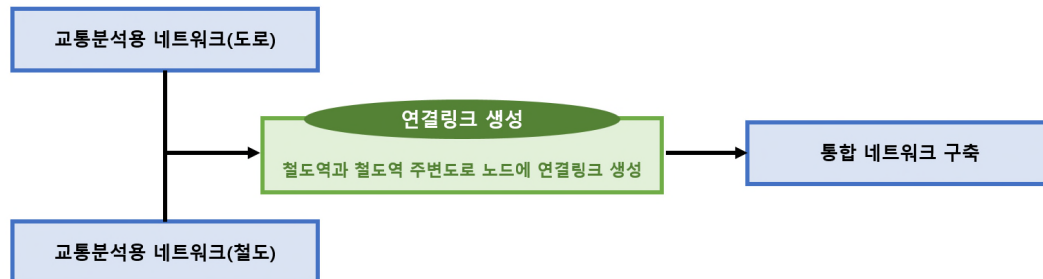 교통분석용 네트워크(도로)
연결링크 생성
철도역과 철도역 주변도로 노드에 연결링크 생성
통합 네트워크 구축
교통분석용 네트워크(철도)